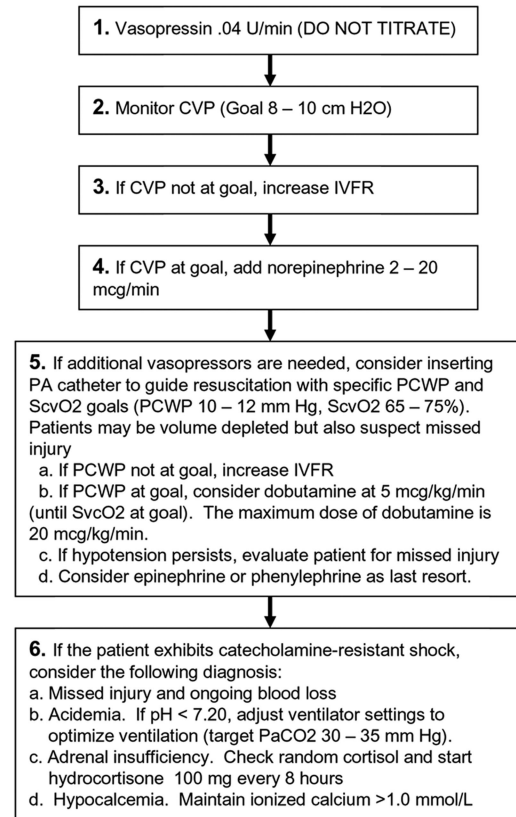 1. Vasopressin .04 U/min (DO NOT TITRATE)
2. Monitor CVP (Goal 8 – 10 cm H2O)
3. If CVP not at goal, increase IVFR
4. If CVP at goal, add norepinephrine 2 – 20
mcg/min
5. If additional vasopressors are needed, consider inserting
PA catheter to guide resuscitation with specific PCWP and
ScvO2 goals (PCWP 10 – 12 mm Hg, ScvO2 65 – 75%).
Patients may be volume depleted but also suspect missed
injury
a. If PCWP not at goal, increase IVFR
b. If PCWP at goal, consider dobutamine at 5 mcg/kg/min
(until SvcO2 at goal). The maximum dose of dobutamine is
20 mcg/kg/min.
c. If hypotension persists, evaluate patient for missed injury
d. Consider epinephrine or phenylephrine as last resort.
6. If the patient exhibits catecholamine-resistant shock,
consider the following diagnosis:
a. Missed injury and ongoing blood loss
b. Acidemia. If pH < 7.20, adjust ventilator settings to
optimize ventilation (target PaCO2 30 – 35 mm Hg).
c. Adrenal insufficiency. Check random cortisol and start
hydrocortisone 100 mg every 8 hours
d. Hypocalcemia. Maintain ionized calcium >1.0 mmol/L